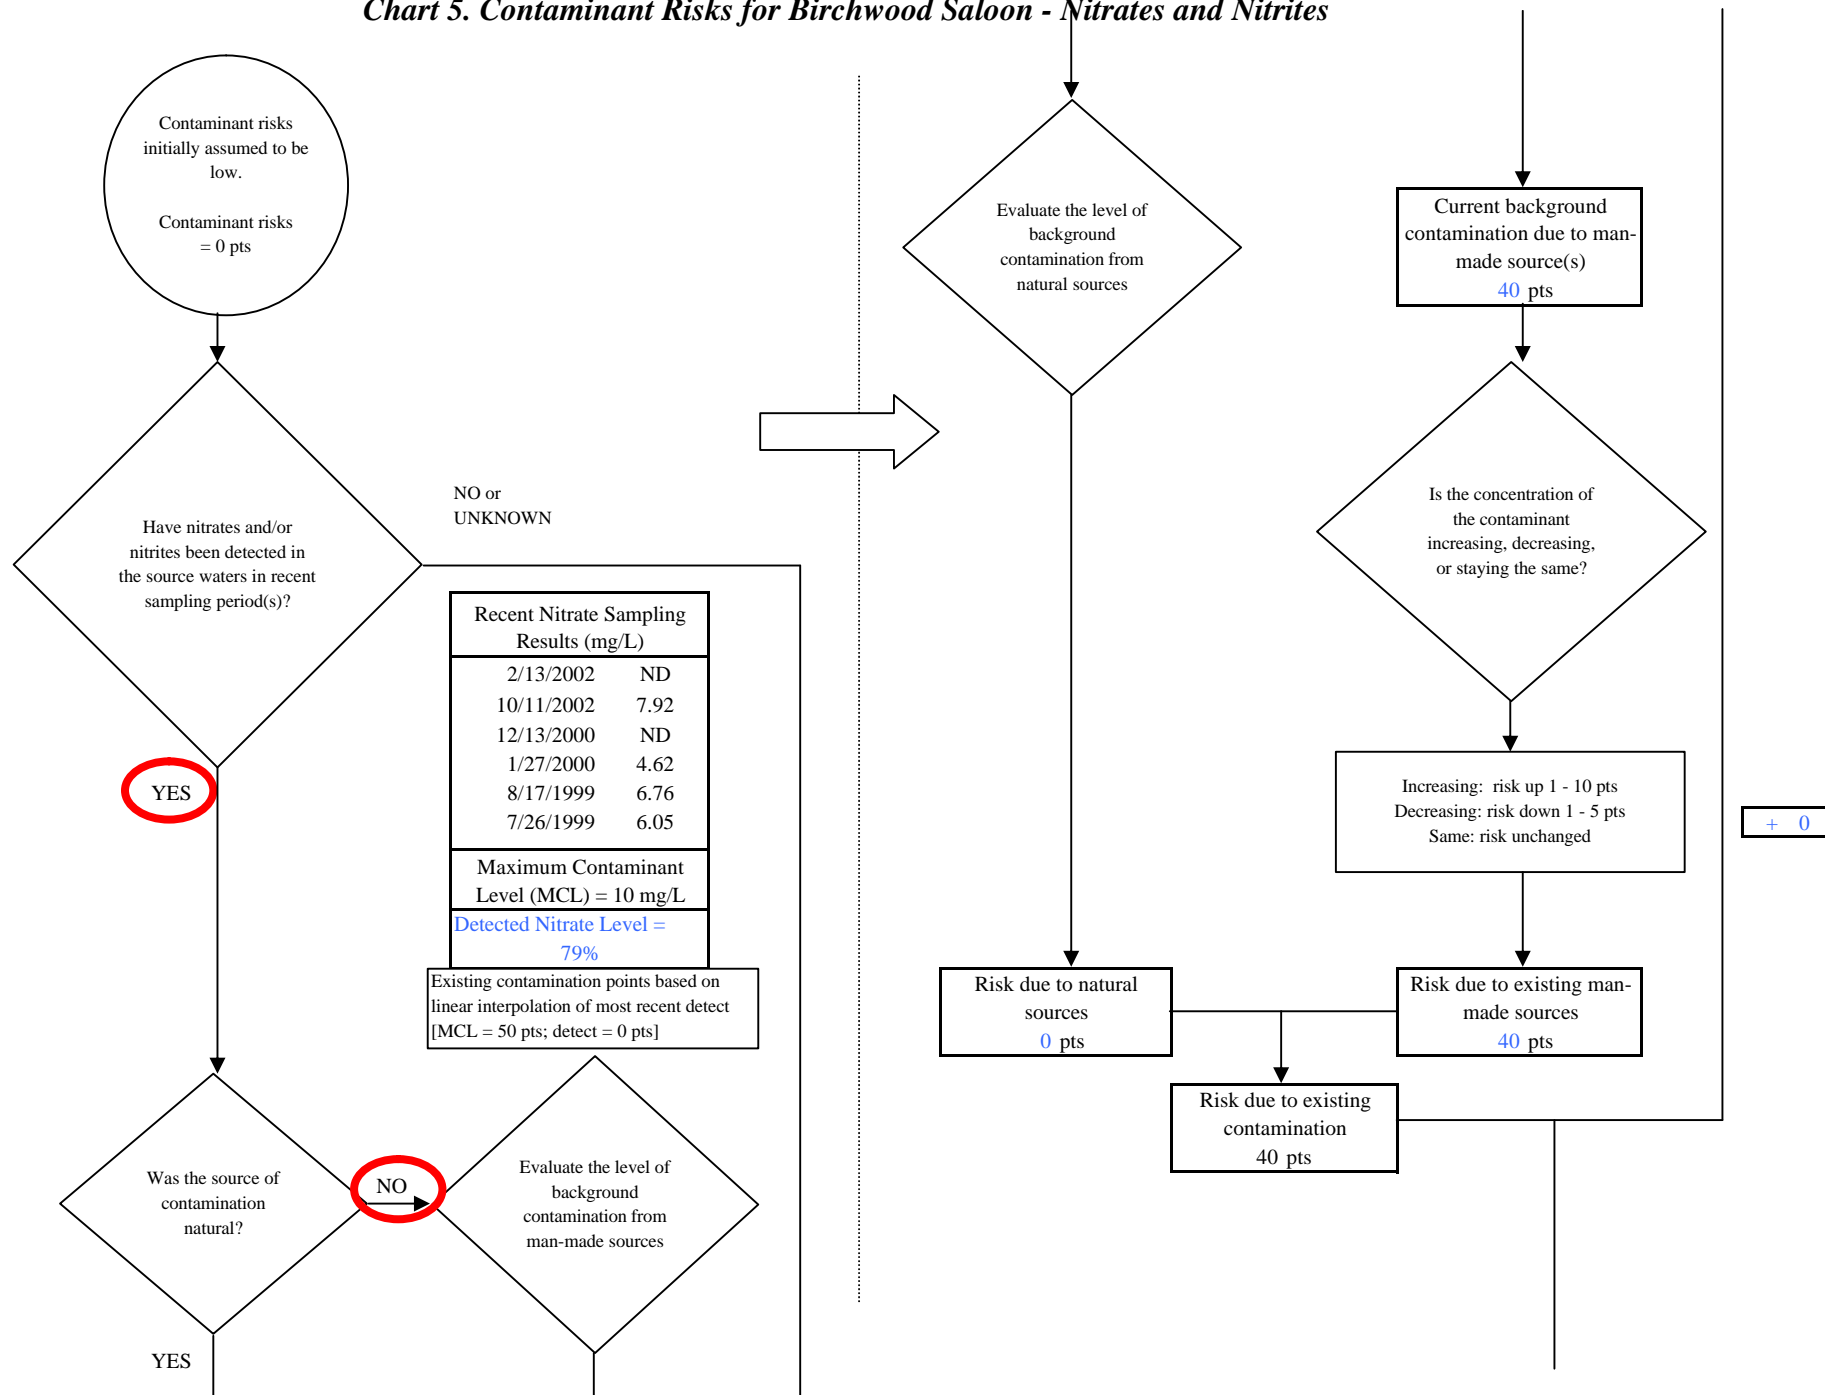 Chart 5. Contaminant Risks for Birchwood Saloon - Nitrates and Nitrites
Contaminant risks
initially assumed to be
low.
Contaminant risks
= 0 pts
Have nitrates and/or
nitrites been detected in
the source waters in recent
sampling period(s)?
NO or
UNKNOWN
YES
Recent Nitrate Sampling
Results (mg/L)
2/13/2002 ND
10/11/2002 7.92
12/13/2000 ND
1/27/2000 4.62
8/17/1999 6.76
7/26/1999 6.05
Maximum Contaminant
Level (MCL) = 10 mg/L
Detected Nitrate Level =
79%
Existing contamination points based on
linear interpolation of most recent detect
[MCL = 50 pts; detect = 0 pts]
Was the source of
contamination
natural?
NO
YES
Evaluate the level of
background
contamination from
man-made sources
Evaluate the level of
background
contamination from
natural sources
Current background
contamination due to man-
made source(s)
40 pts
Is the concentration of
the contaminant
increasing, decreasing,
or staying the same?
Increasing: risk up 1 - 10 pts
Decreasing: risk down 1 - 5 pts
Same: risk unchanged
+ 0
Risk due to natural
sources
0 pts
Risk due to existing man-
made sources
40 pts
Risk due to existing
contamination
40 pts